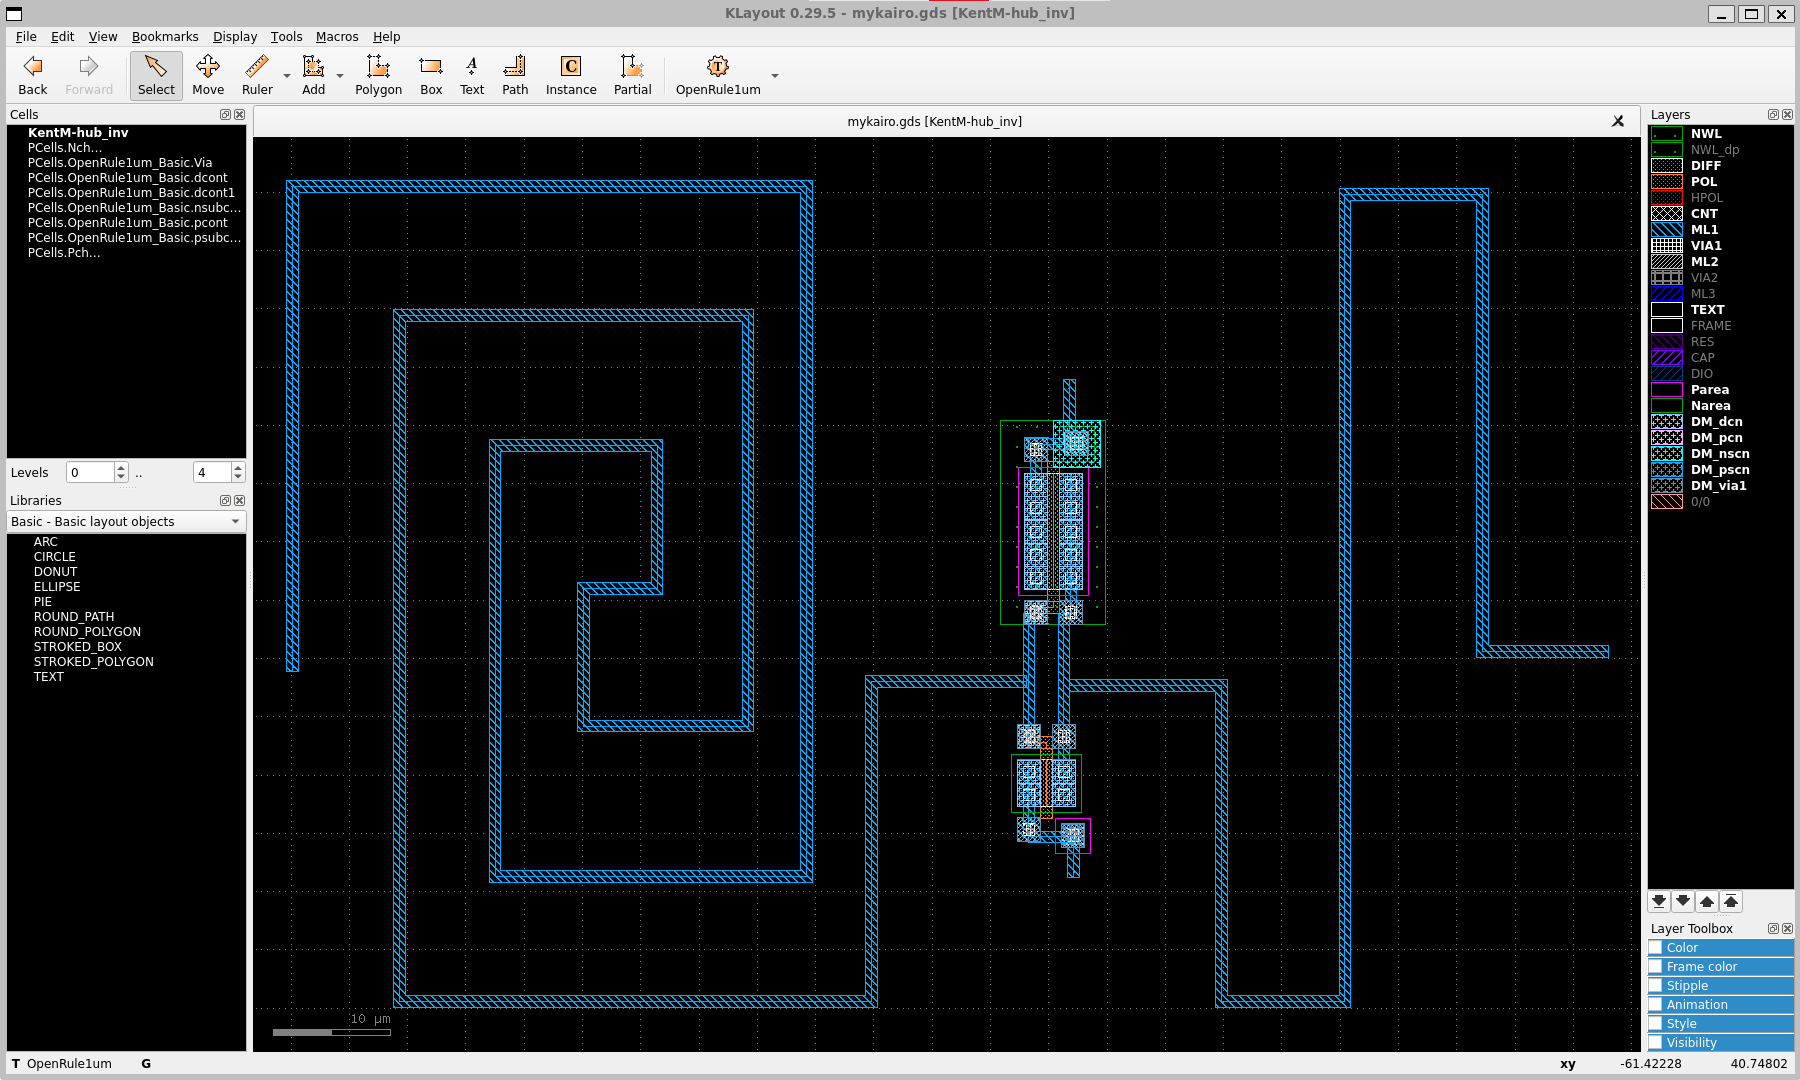 KLayout 0.29.5 - mykairo.gds [KentM-hub_inv]
File Edit View Bookmarks Display Tools Macros Help
Back Forward Select Move Ruler Add Polygon Box Text Path Instance Partial OpenRule1um
Cells
KentM-hub_inv
PCells.Nch...
PCells.OpenRule1um_Basic.Via
PCells.OpenRule1um_Basic.dcont
PCells.OpenRule1um_Basic.dcont1
PCells.OpenRule1um_Basic.nsubc...
PCells.OpenRule1um_Basic.pcont
PCells.OpenRule1um_Basic.psubc...
PCells.Pch...
Levels 0 .. 4
Libraries
Basic - Basic layout objects
ARC
CIRCLE
DONUT
ELLIPSE
PIE
ROUND_PATH
ROUND_POLYGON
STROKED_BOX
STROKED_POLYGON
TEXT
mykairo.gds [KentM-hub_inv]
10 µm
Layers
NWL
NWL_dp
DIFF
POL
HPOL
CNT
ML1
VIA1
ML2
VIA2
ML3
TEXT
FRAME
RES
CAP
DIO
Parea
Narea
DM_dcn
DM_pcn
DM_nscn
DM_pscn
DM_via1
0/0
Layer Toolbox
Color
Frame color
Stipple
Animation
Style
Visibility
T OpenRule1um G xy -61.42228 40.74802